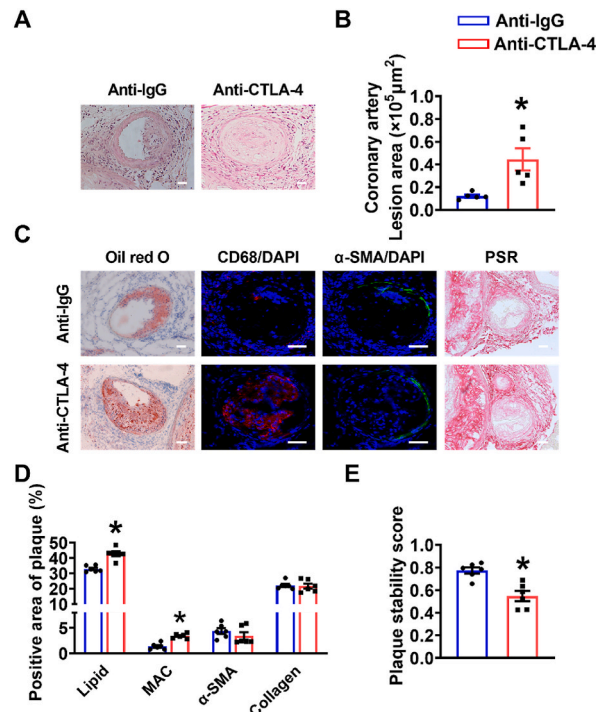 A
B
Anti-IgG
Anti-CTLA-4
Anti-IgG
Anti-CTLA-4
Coronary artery
Lesion area (×10⁵μm²)
1.0
0.8
0.6
0.4
0.2
0.0
*
C
Oil red O
CD68/DAPI
α-SMA/DAPI
PSR
Anti-IgG
Anti-CTLA-4
D
E
Positive area of plaque (%)
50
40
30
20
10
5
0
*
*
Lipid
MAC
α-SMA
Collagen
Plaque stability score
1.0
0.8
0.6
0.4
0.2
0.0
*